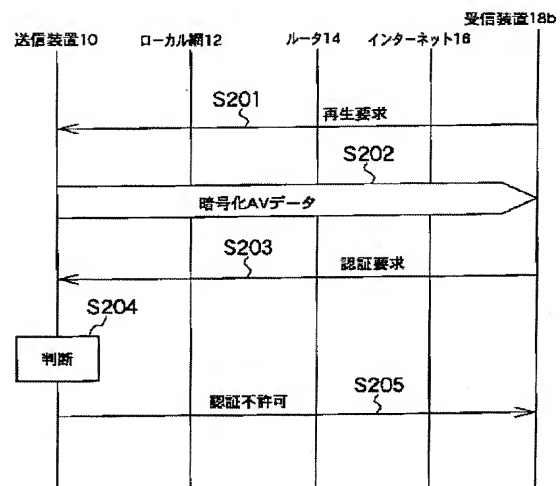 受信装置18b
送信装置10
ローカル網12
ルータ14
インターネット16
S201
再生要求
S202
暗号化AVデータ
S203
認証要求
S204
判断
S205
認証不許可